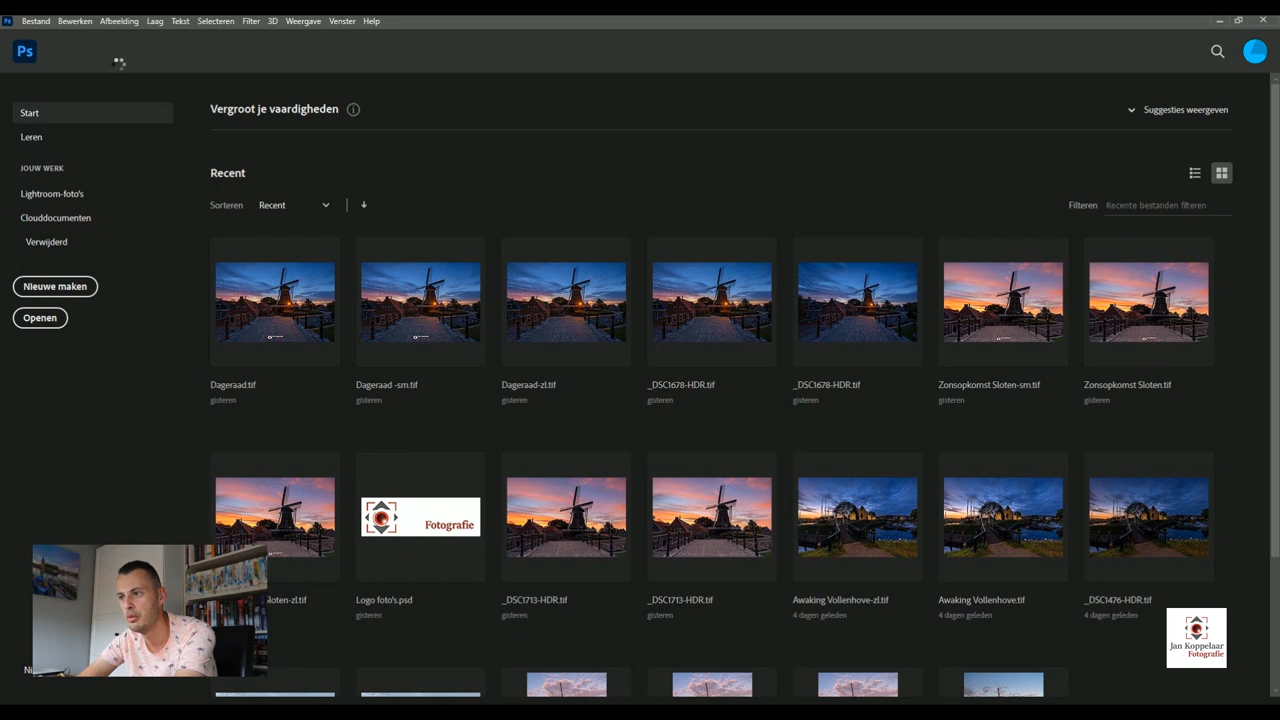 Ps Bestand Bewerken Afbeelding Laag Tekst Selecteren Filter 3D Weergave Venster Help
Ps
Start
Leren
JOUW WERK
Lightroom-foto's
Clouddocumenten
Verwijderd
Nieuwe maken
Openen
Vergroot je vaardigheden
Suggesties weergeven
Recent
Sorteren Recent
Filteren Recente bestanden filteren
Dageraad.tif Dageraad -sm.tif Dageraad-zl.tif _DSC1678-HDR.tif _DSC1678-HDR.tif Zonsopkomst Sloten-sm.tif Zonsopkomst Sloten.tif
gisteren gisteren gisteren gisteren gisteren gisteren gisteren
Fotografie
Sloten-zl.tif Logo foto's.psd _DSC1713-HDR.tif _DSC1713-HDR.tif Awaking Vollenhove-zl.tif Awaking Vollenhove.tif _DSC1476-HDR.tif
gisteren gisteren gisteren 4 dagen geleden 4 dagen geleden 4 dagen geleden
Jan Koppelaar
Fotografie